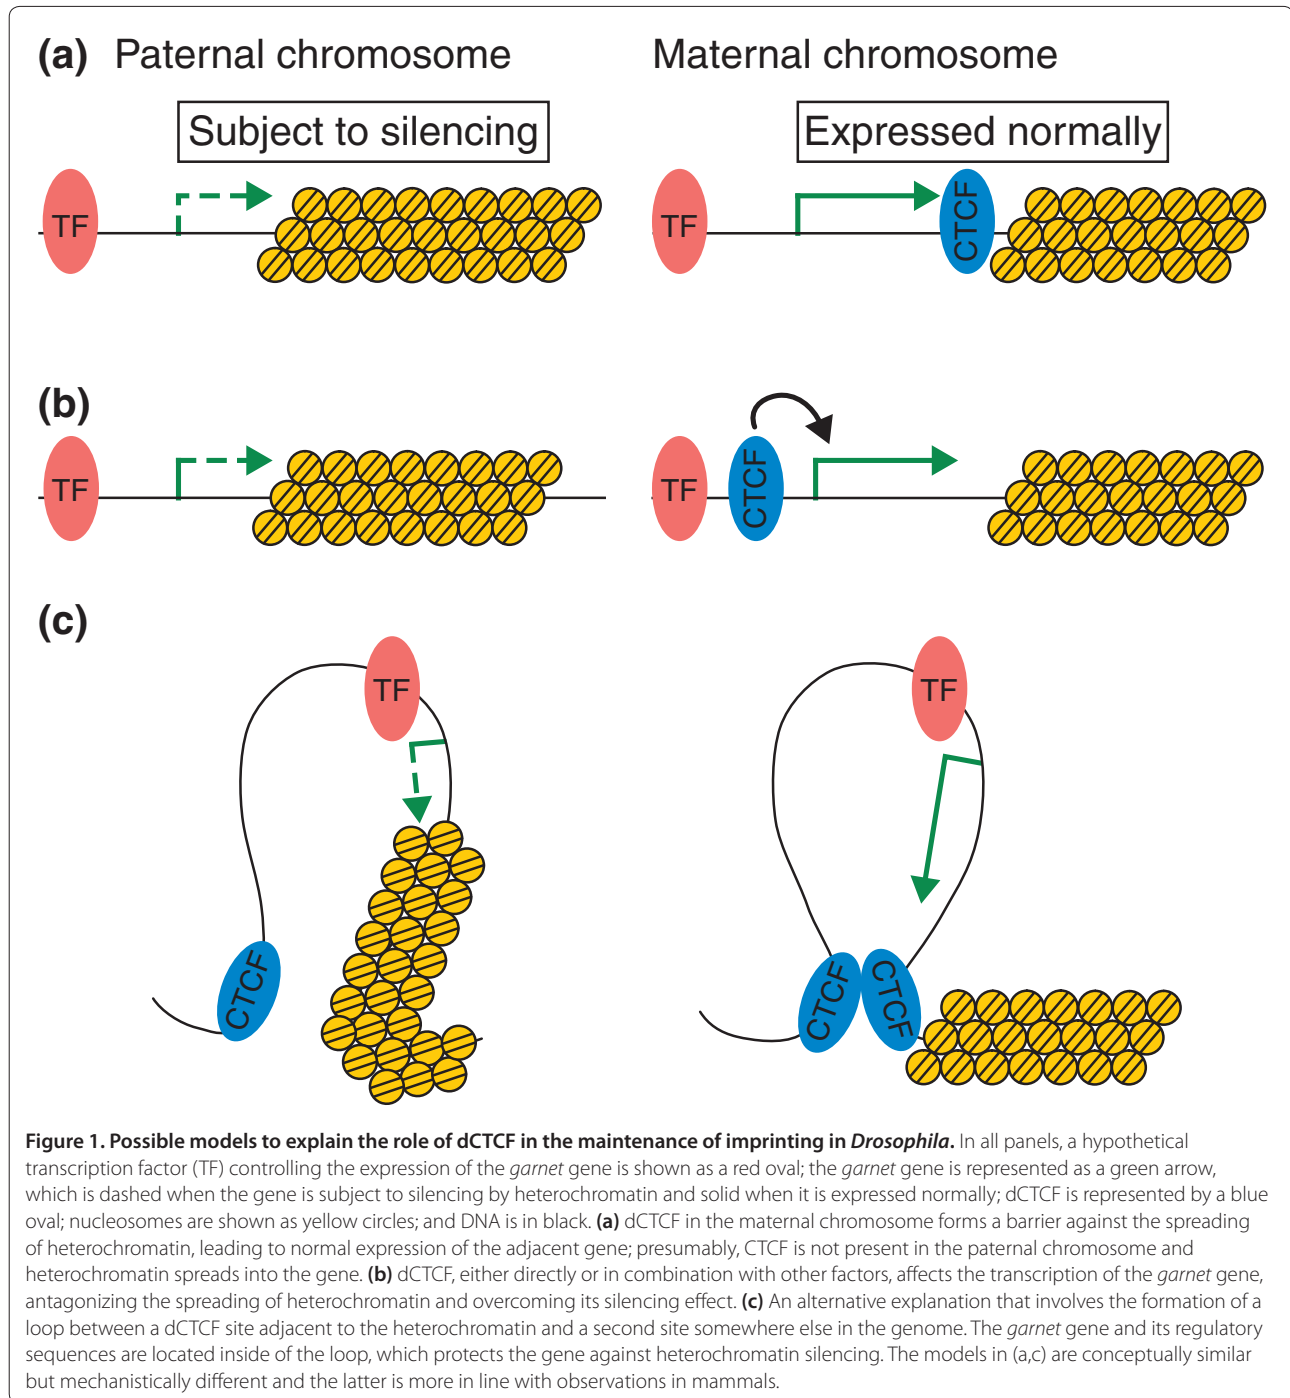 (a) Paternal chromosome Maternal chromosome
Subject to silencing Expressed normally
TF TF CTCF
(b)
TF TF CTCF
(c)
TF TF
CTCF CTCF CTCF
Figure 1. Possible models to explain the role of dCTCF in the maintenance of imprinting in Drosophila. In all panels, a hypothetical
transcription factor (TF) controlling the expression of the garnet gene is shown as a red oval; the garnet gene is represented as a green arrow,
which is dashed when the gene is subject to silencing by heterochromatin and solid when it is expressed normally; dCTCF is represented by a blue
oval; nucleosomes are shown as yellow circles; and DNA is in black. (a) dCTCF in the maternal chromosome forms a barrier against the spreading
of heterochromatin, leading to normal expression of the adjacent gene; presumably, CTCF is not present in the paternal chromosome and
heterochromatin spreads into the gene. (b) dCTCF, either directly or in combination with other factors, affects the transcription of the garnet gene,
antagonizing the spreading of heterochromatin and overcoming its silencing effect. (c) An alternative explanation that involves the formation of a
loop between a dCTCF site adjacent to the heterochromatin and a second site somewhere else in the genome. The garnet gene and its regulatory
sequences are located inside of the loop, which protects the gene against heterochromatin silencing. The models in (a,c) are conceptually similar
but mechanistically different and the latter is more in line with observations in mammals.